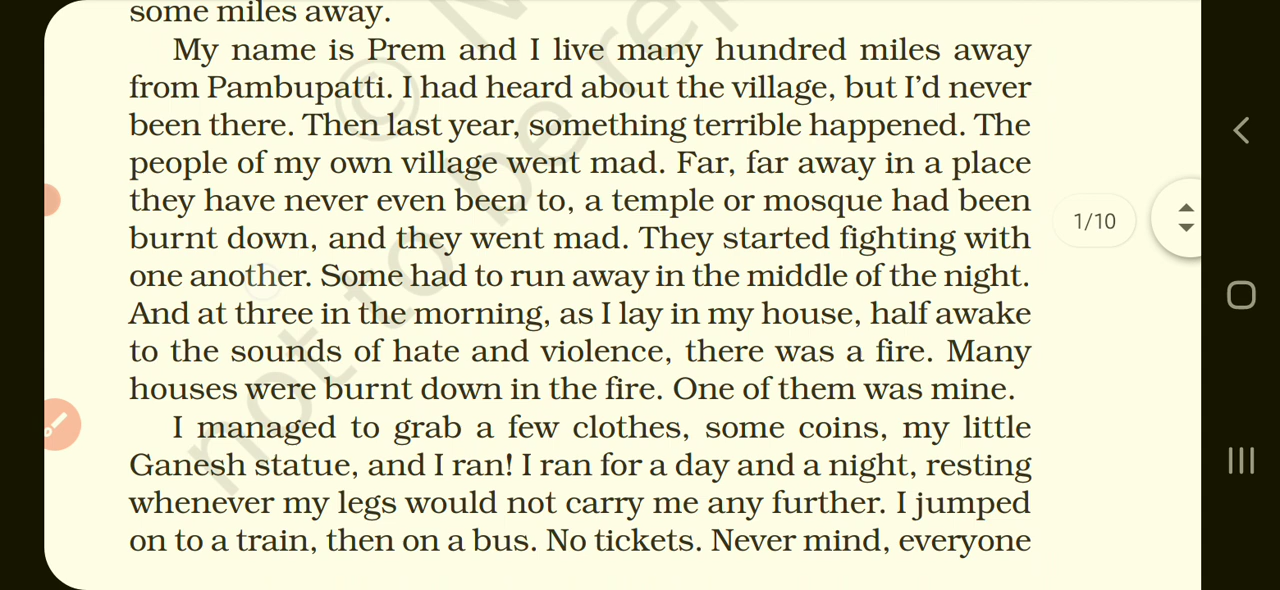 some miles away.
My name is Prem and I live many hundred miles away
from Pambupatti. I had heard about the village, but I'd never
been there. Then last year, something terrible happened. The
people of my own village went mad. Far, far away in a place
they have never even been to, a temple or mosque had been
burnt down, and they went mad. They started fighting with
one another. Some had to run away in the middle of the night.
And at three in the morning, as I lay in my house, half awake
to the sounds of hate and violence, there was a fire. Many
houses were burnt down in the fire. One of them was mine.
I managed to grab a few clothes, some coins, my little
Ganesh statue, and I ran! I ran for a day and a night, resting
whenever my legs would not carry me any further. I jumped
on to a train, then on a bus. No tickets. Never mind, everyone
1/10
© N
not to be re